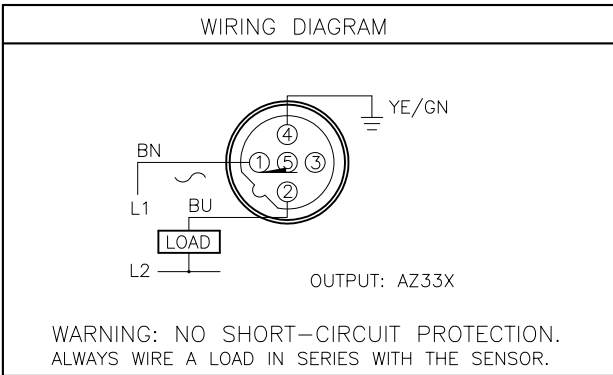 WIRING DIAGRAM
YE/GN
4
BN
1 5 3
2
L1
BU
LOAD
L2
OUTPUT: AZ33X
WARNING: NO SHORT-CIRCUIT PROTECTION.
ALWAYS WIRE A LOAD IN SERIES WITH THE SENSOR.